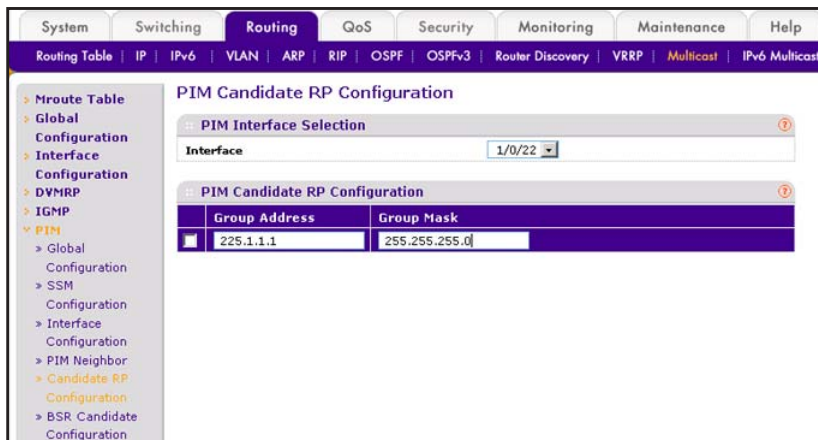 System Switching Routing QoS Security Monitoring Maintenance Help
Routing Table | IP | IPv6 | VLAN | ARP | RIP | OSPF | OSPFv3 | Router Discovery | VRRP | Multicast | IPv6 Multicast
Mroute Table
Global
Configuration
Interface
Configuration
DVMRP
IGMP
PIM
» Global
Configuration
» SSM
Configuration
» Interface
Configuration
» PIM Neighbor
» Candidate RP
Configuration
» BSR Candidate
Configuration
PIM Candidate RP Configuration
PIM Interface Selection
Interface 1/0/22
PIM Candidate RP Configuration
Group Address Group Mask
225.1.1.1 255.255.255.0